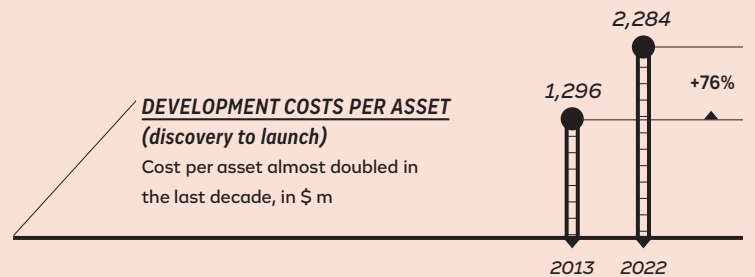 2,284
+76%
1,296
DEVELOPMENT COSTS PER ASSET
(discovery to launch)
Cost per asset almost doubled in
the last decade, in $ m
2013 2022